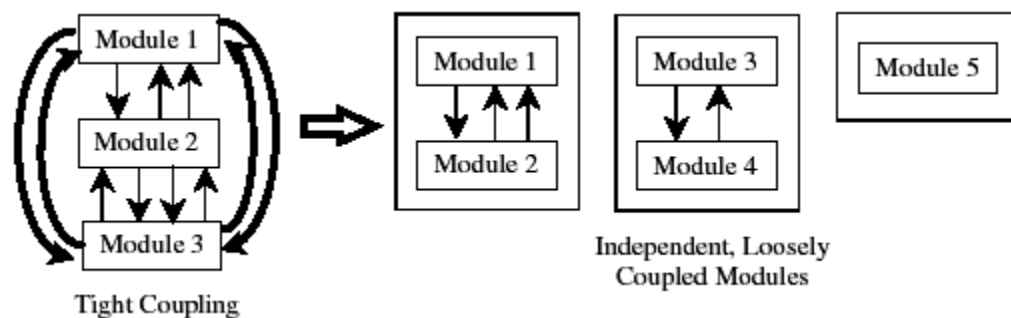 Module 1
Module 2
Module 3
Tight Coupling
Module 1
Module 2
Module 3
Module 4
Module 5
Independent, Loosely
Coupled Modules